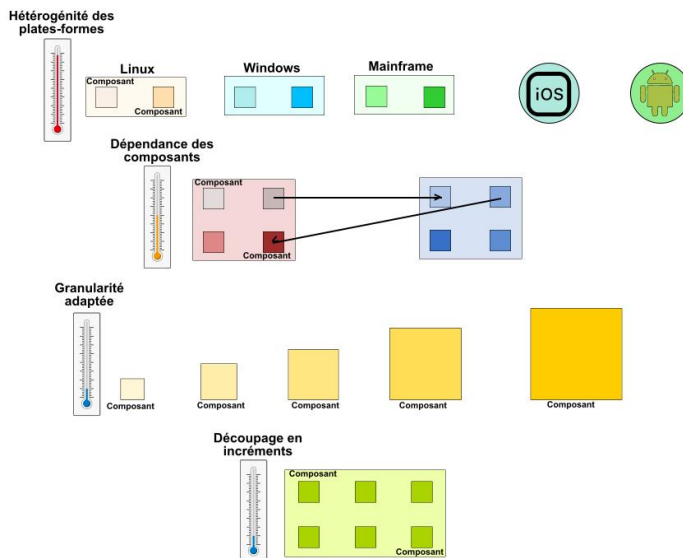 Hétérogénité des
plates-formes
Linux
Windows
Mainframe
Composant
Composant
iOS
Dépendance des
composants
Composant
Composant
Granularité
adaptée
Composant
Composant
Composant
Composant
Composant
Découpage en
incréments
Composant
Composant